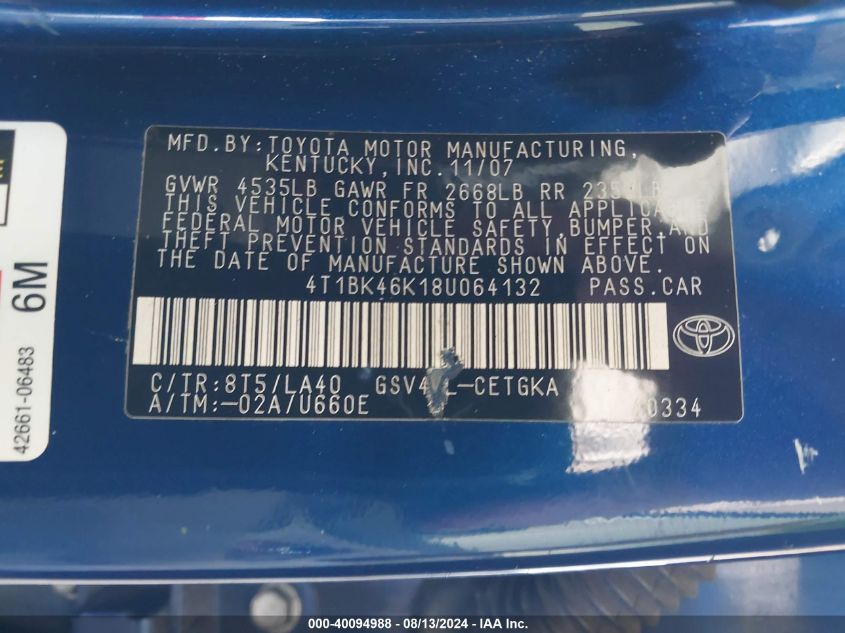 MFD.BY:TOYOTA MOTOR MANUFACTURING,
KENTUCKY,INC.11/07
GVWR 4535LB GAWR FR 2668LB RR
THIS VEHICLE CONFORMS TO ALL APPLICABLE
FEDERAL MOTOR VEHICLE SAFETY,BUMPER,AND
THEFT PREVENTION STANDARDS IN EFFECT ON
THE DATE OF MANUFACTURE SHOWN ABOVE.
4T1BK46K18U064132 PASS.CAR
C/TR:8T5/LA40
A/TM:-02A/U660E
6M
42661-06483
000-40094988 - 08/13/2024 - IAA Inc.